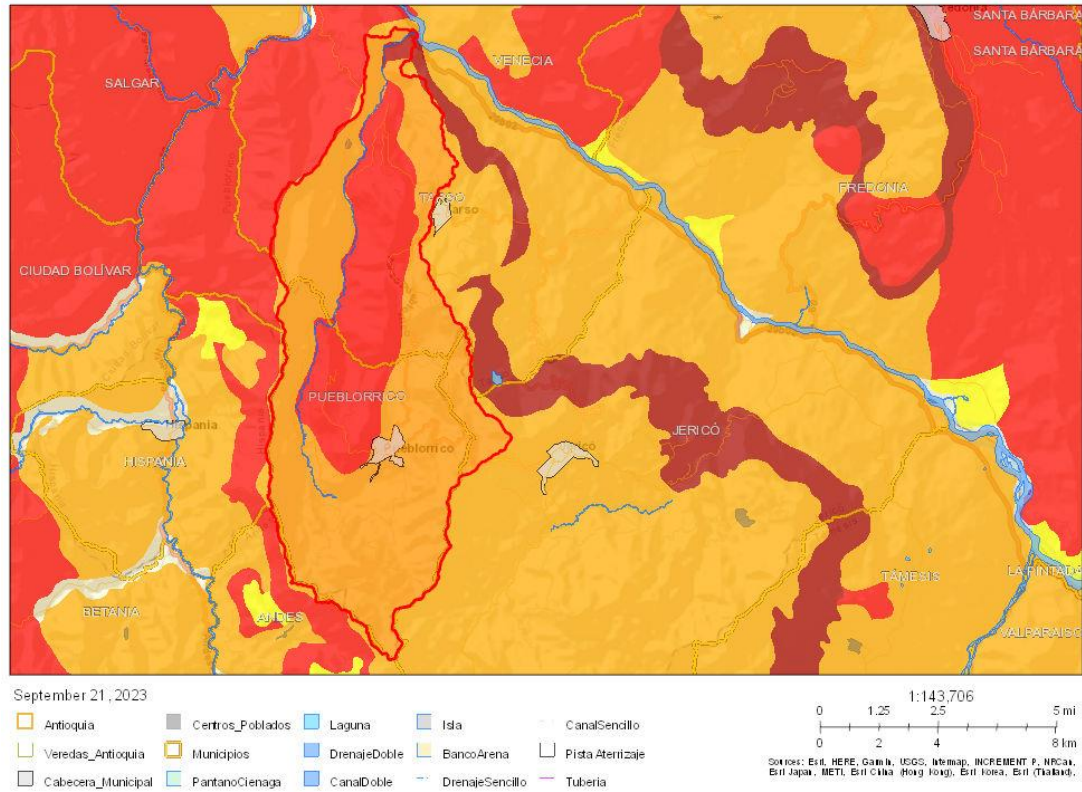 SANTA BÁRBARA
SANTA BÁRBARA
VENECIA
SALGAR
FREDONIA
TARSO
CIUDAD BOLÍVAR
PUEBLORRICO
Pueblorrico
JERICÓ
HISPANIA
TÁMESIS
LA PINTADA
BETANIA
ANDES
VALPARAÍSO
September 21, 2023
1:143,706
0 1.25 2.5 5 mi
0 2 4 8 km
Antioquia
Centros_Poblados
Laguna
Isla
CanalSencillo
Veredas_Antioquia
Municipios
DrenajeDoble
BancoArena
Pista Aterrizaje
Cabecera_Municipal
PantanoCienaga
CanalDoble
DrenajeSencillo
Tuberia
Sources: Esri, HERE, Garmin, USGS, Intermap, INCREMENT P, NRCan,
Esri Japan, METI, Esri China (Hong Kong), Esri Korea, Esri (Thailand),